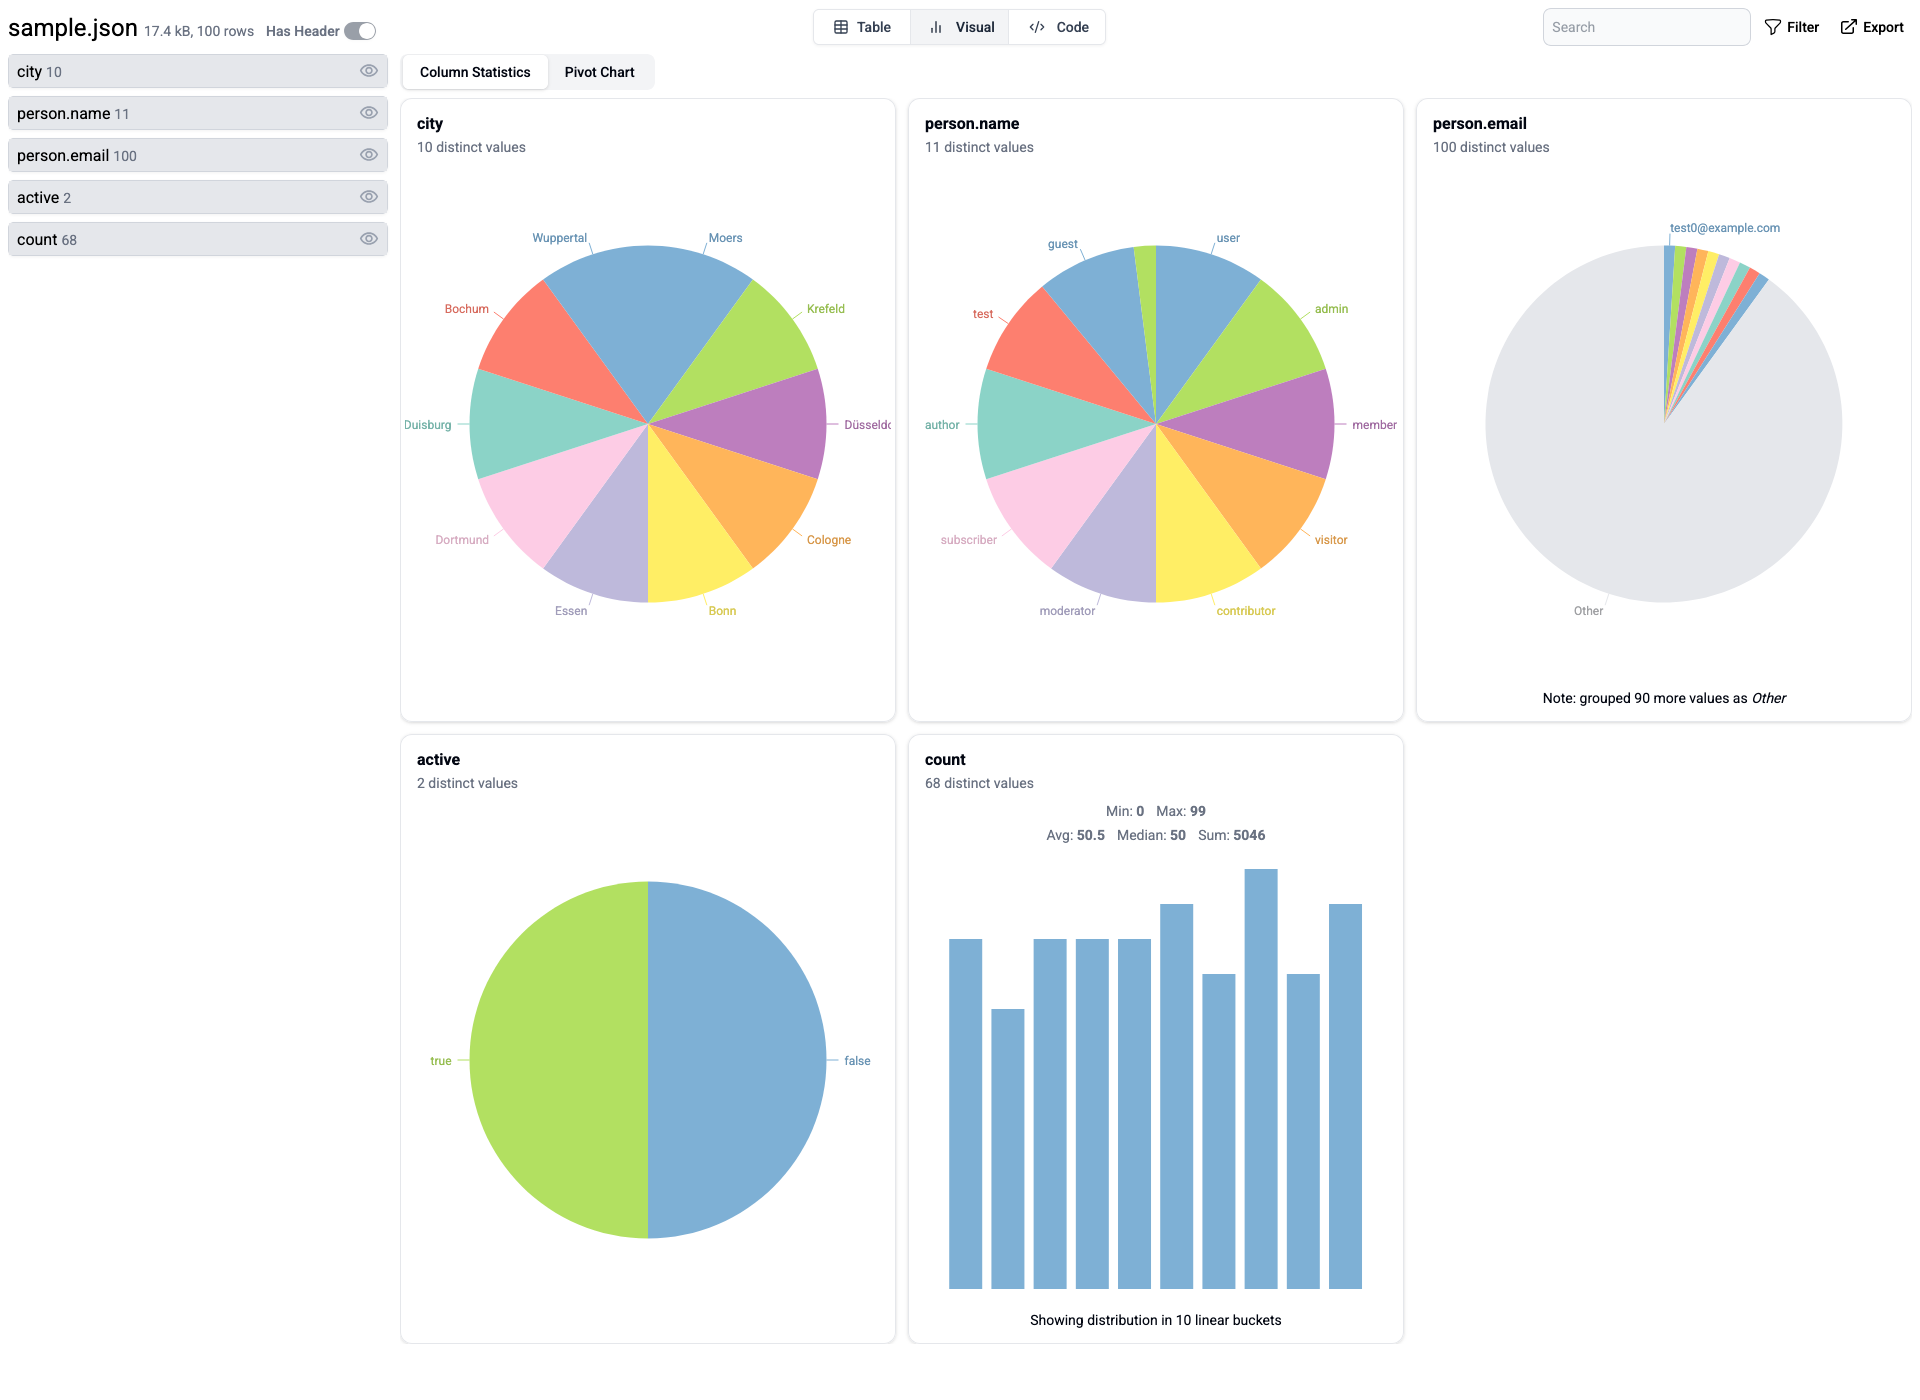 sample.json 17.4 kB, 100 rows Has Header
Table Visual Code
Search Filter Export
city 10
person.name 11
person.email 100
active 2
count 68
Column Statistics Pivot Chart
city
10 distinct values
Wuppertal Moers
Bochum Krefeld
Duisburg
Dortmund Cologne
Essen Bonn
person.name
11 distinct values
guest user
test admin
author member
subscriber visitor
moderator contributor
person.email
100 distinct values
test0@example.com
Other
Note: grouped 90 more values as Other
active
2 distinct values
true false
count
68 distinct values
Min: 0 Max: 99
Avg: 50.5 Median: 50 Sum: 5046
Showing distribution in 10 linear buckets